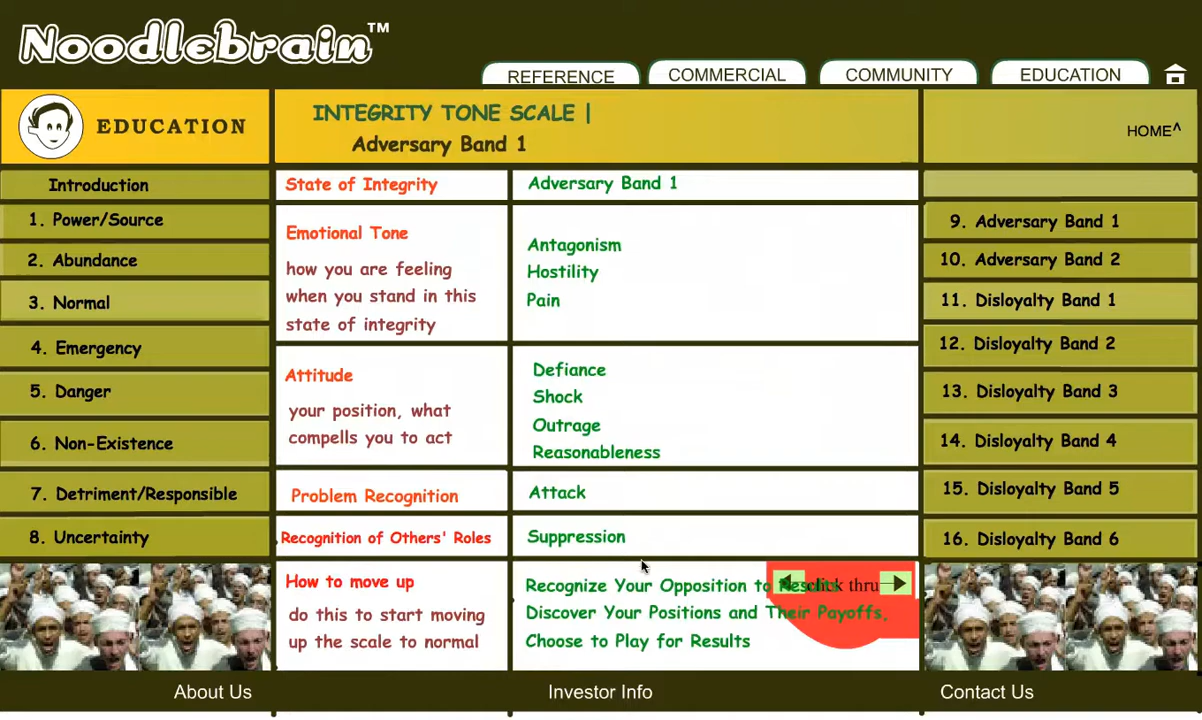 Noodlebrain™
REFERENCE
COMMERCIAL
COMMUNITY
EDUCATION
EDUCATION
INTEGRITY TONE SCALE |
Adversary Band 1
HOME^
Introduction
1. Power/Source
2. Abundance
3. Normal
4. Emergency
5. Danger
6. Non-Existence
7. Detriment/Responsible
8. Uncertainty
State of Integrity
Adversary Band 1
Emotional Tone
how you are feeling
when you stand in this
state of integrity
Antagonism
Hostility
Pain
Attitude
your position, what
compells you to act
Defiance
Shock
Outrage
Reasonableness
Problem Recognition
Attack
Recognition of Others' Roles
Suppression
How to move up
do this to start moving
up the scale to normal
Recognize Your Opposition to
thru
Discover Your Positions and Their Payoffs,
Choose to Play for Results
9. Adversary Band 1
10. Adversary Band 2
11. Disloyalty Band 1
12. Disloyalty Band 2
13. Disloyalty Band 3
14. Disloyalty Band 4
15. Disloyalty Band 5
16. Disloyalty Band 6
About Us
Investor Info
Contact Us